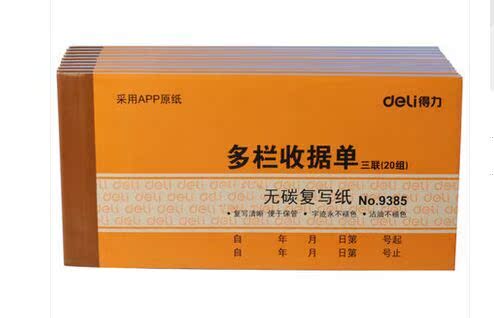 采用APP原纸
deli得力
多栏收据单 三联(20组)
无碳复写纸 No.9385
• 复写清晰 便于保管 • 字迹永不褪色 • 沾油不褪色
自 年 月 日第 号起
自 年 月 日第 号止